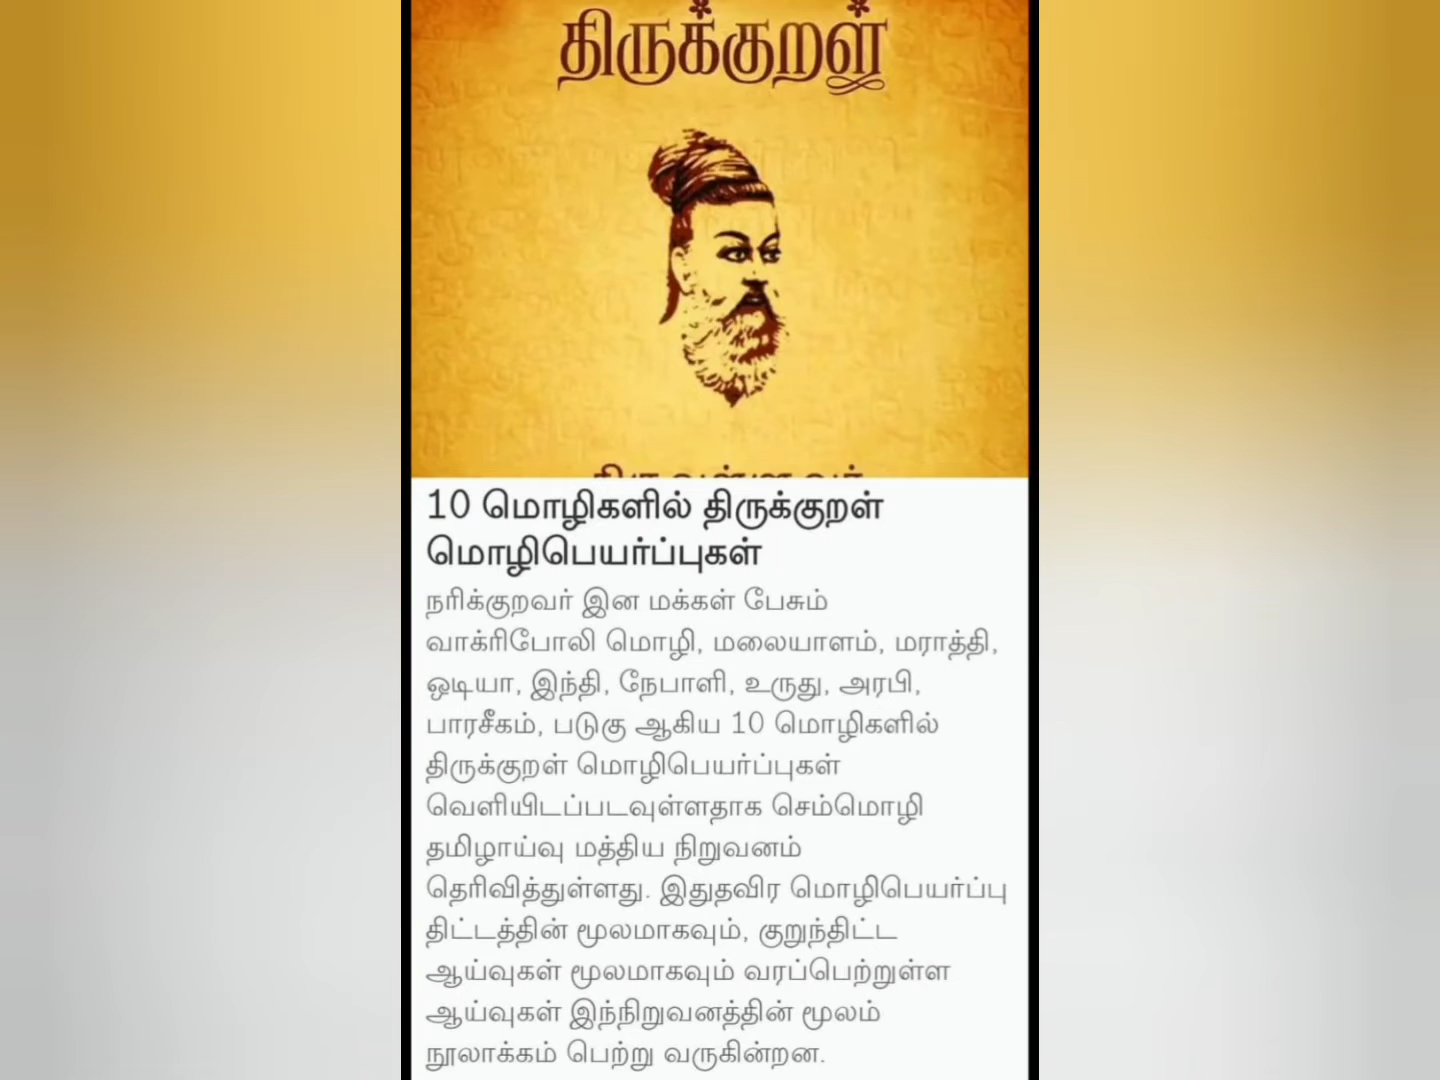 திருக்குறள்
திருவள்ளுவர்
10 மொழிகளில் திருக்குறள்
மொழிபெயர்ப்புகள்
நரிக்குறவர் இன மக்கள் பேசும்
வாக்ரிபோலி மொழி, மலையாளம், மராத்தி,
ஒடியா, இந்தி, நேபாளி, உருது, அரபி,
பாரசீகம், படுகு ஆகிய 10 மொழிகளில்
திருக்குறள் மொழிபெயர்ப்புகள்
வெளியிடப்படவுள்ளதாக செம்மொழி
தமிழாய்வு மத்திய நிறுவனம்
தெரிவித்துள்ளது. இதுதவிர மொழிபெயர்ப்பு
திட்டத்தின் மூலமாகவும், குறுந்திட்ட
ஆய்வுகள் மூலமாகவும் வரப்பெற்றுள்ள
ஆய்வுகள் இந்நிறுவனத்தின் மூலம்
நூலாக்கம் பெற்று வருகின்றன.